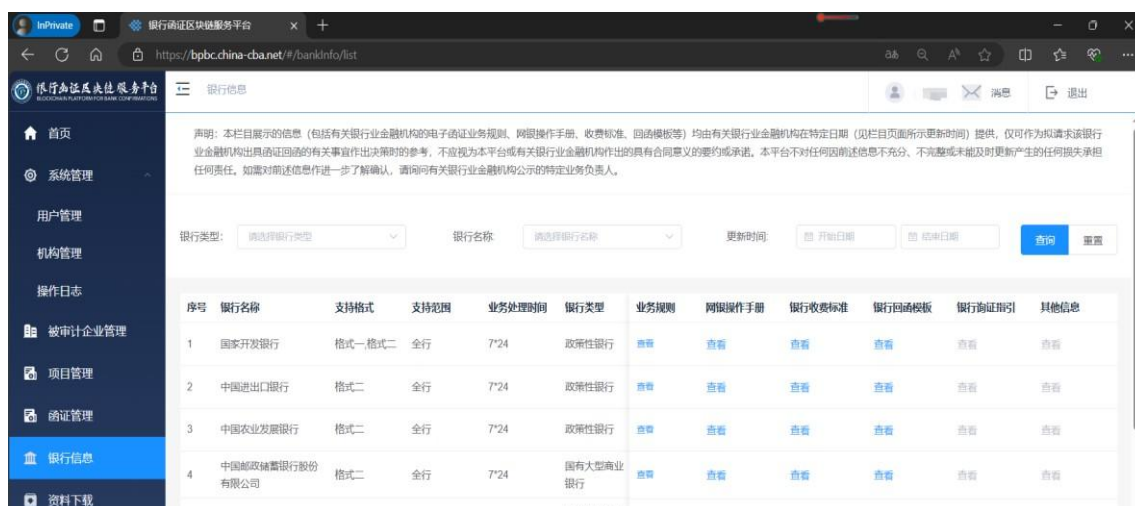 InPrivate
银行函证区块链服务平台
https://bpbc.china-cba.net/#/bankInfo/list
银行函证区块链服务平台
BLOCKCHAIN PLATFORM FOR BANK CONFIRMATIONS
银行信息
消息
退出
首页
系统管理
用户管理
机构管理
操作日志
被审计企业管理
项目管理
函证管理
银行信息
资料下载
声明：本栏目展示的信息（包括有关银行业金融机构的电子函证业务规则、网银操作手册、收费标准、回函模板等）均由有关银行业金融机构在特定日期（见栏目页面所示更新时间）提供，仅可作为拟请求该银行
业金融机构出具函证回函的有关事宜作出决策时的参考，不应视为本平台或有关银行业金融机构作出的具有合同意义的要约或承诺。本平台不对任何因前述信息不充分、不完整或未能及时更新产生的任何损失承担
任何责任。如需对前述信息作进一步了解确认，请询问有关银行业金融机构公示的特定业务负责人。
银行类型: 请选择银行类型 银行名称: 请选择银行名称 更新时间: 开始日期 结束日期 查询 重置
序号 银行名称 支持格式 支持范围 业务处理时间 银行类型 业务规则 网银操作手册 银行收费标准 银行回函模板 银行询证指引 其他信息
1 国家开发银行 格式一,格式二 全行 7*24 政策性银行 查看 查看 查看 查看 查看 查看
2 中国进出口银行 格式二 全行 7*24 政策性银行 查看 查看 查看 查看 查看 查看
3 中国农业发展银行 格式二 全行 7*24 政策性银行 查看 查看 查看 查看 查看 查看
4 中国邮政储蓄银行股份有限公司 格式二 全行 7*24 国有大型商业银行 查看 查看 查看 查看 查看 查看